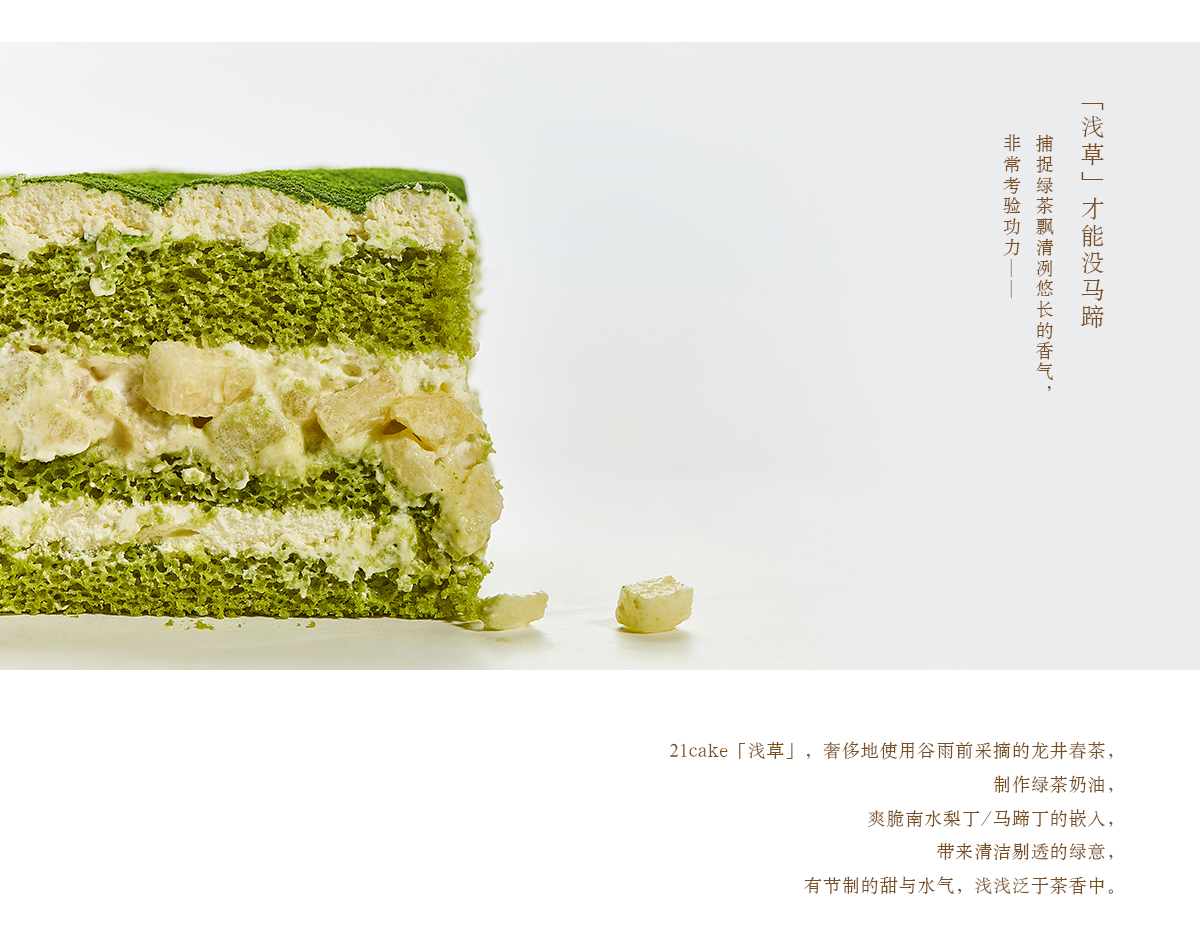 「浅草」才能没马蹄
捕捉绿茶飘清冽悠长的香气，
非常考验功力——
21cake「浅草」，奢侈地使用谷雨前采摘的龙井春茶，
制作绿茶奶油，
爽脆南水梨丁/马蹄丁的嵌入，
带来清洁剔透的绿意，
有节制的甜与水气，浅浅泛于茶香中。